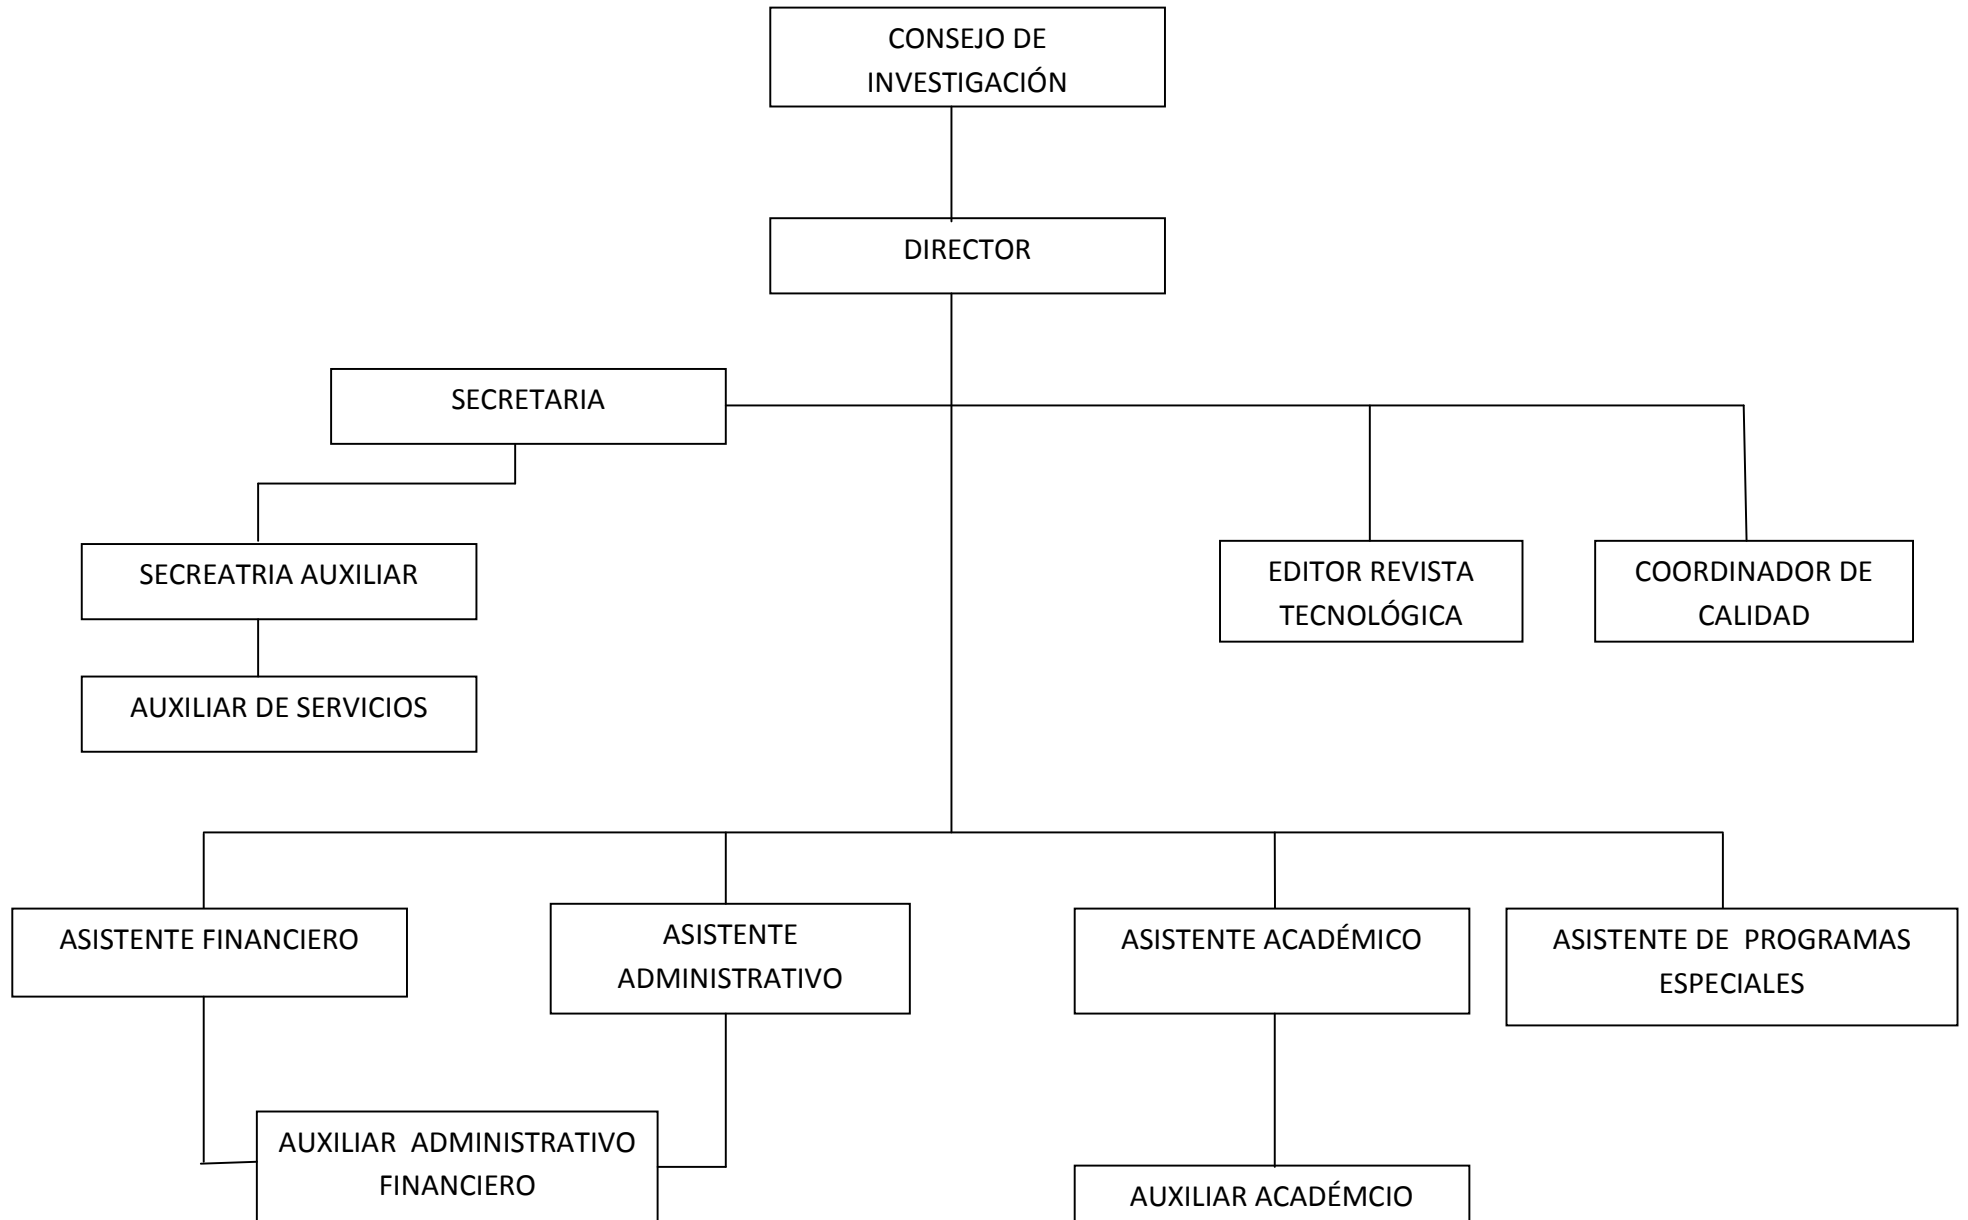 CONSEJO DE
INVESTIGACIÓN
DIRECTOR
SECRETARIA
SECREATRIA AUXILIAR
EDITOR REVISTA
TECNOLÓGICA
COORDINADOR DE
CALIDAD
AUXILIAR DE SERVICIOS
ASISTENTE FINANCIERO
ASISTENTE
ADMINISTRATIVO
ASISTENTE ACADÉMICO
ASISTENTE DE PROGRAMAS
ESPECIALES
AUXILIAR ADMINISTRATIVO
FINANCIERO
AUXILIAR ACADÉMCIO